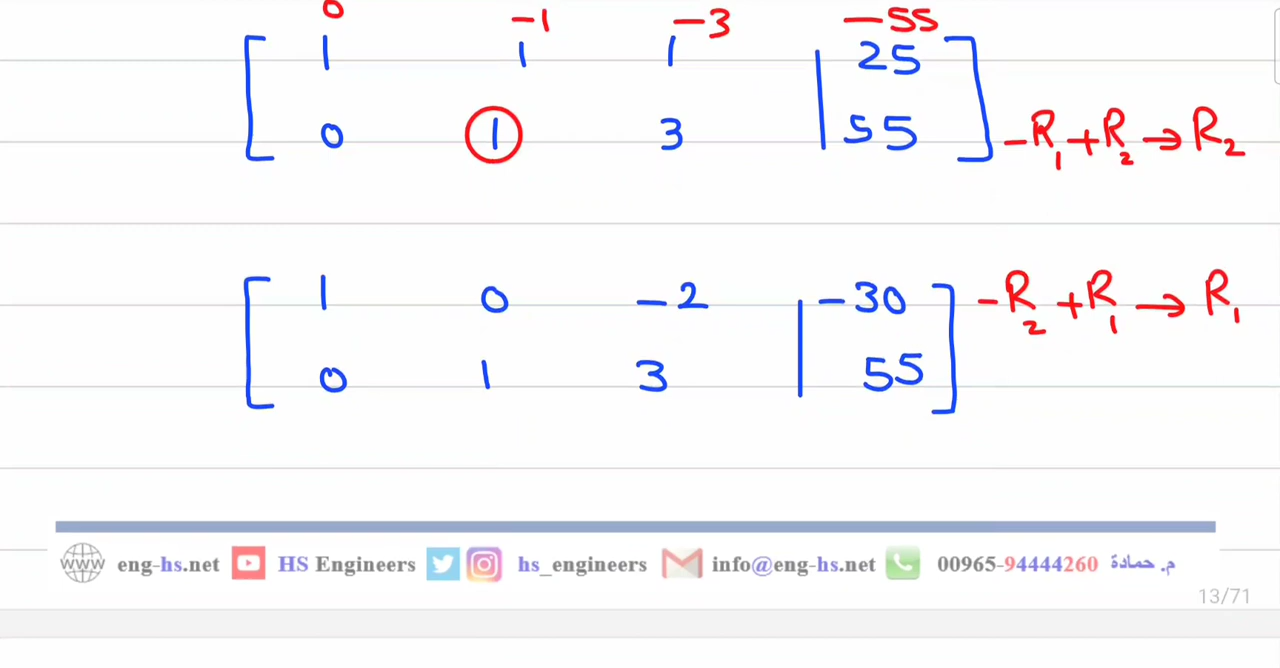 0 -1 -3 -55
1 1 1 | 25
0 1 3 | 55 -R₁+R₂→R₂
1 0 -2 | -30 -R₂+R₁→R₁
0 1 3 | 55
www eng-hs.net HS Engineers hs_engineers info@eng-hs.net 00965-94444260 م. حمادة
13/71